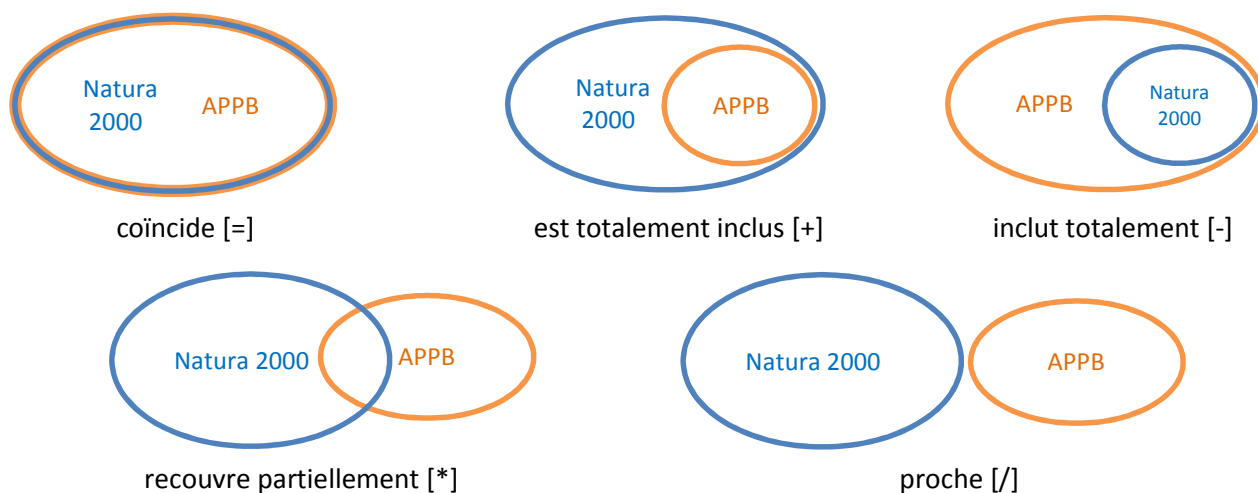 Natura
2000
APPB
coïncide [=]
Natura
2000
APPB
est totalement inclus [+]
APPB
Natura
2000
inclut totalement [-]
Natura 2000
APPB
recouvre partiellement [*]
Natura 2000
APPB
proche [/]